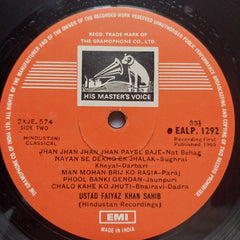 REGD. TRADE MARK OF
THE GRAMOPHONE CO. LTD.
HIS MASTER'S VOICE
2XJE.574
SIDE TWO
33⅓
EALP. 1292
HINDUSTANI
CLASSICAL
Recording First
Published 1965
JHAN JHAN JHAN JHAN PAYEL BAJE-Nat Behag
NAYAN SE DEKHO EK JHALAK-Sughrai
Kheyal-Darbari
MAN MOHAN BRIJ KO RASIA-Paraj
PHOOL BANKI GENDAN-Jaunpuri
CHALO KAHE KO JHUTI-Bhairavi-Dadra
USTAD FAIYAZ KHAN SAHIB
(Hindustan Recordings)
EMI
MADE IN INDIA